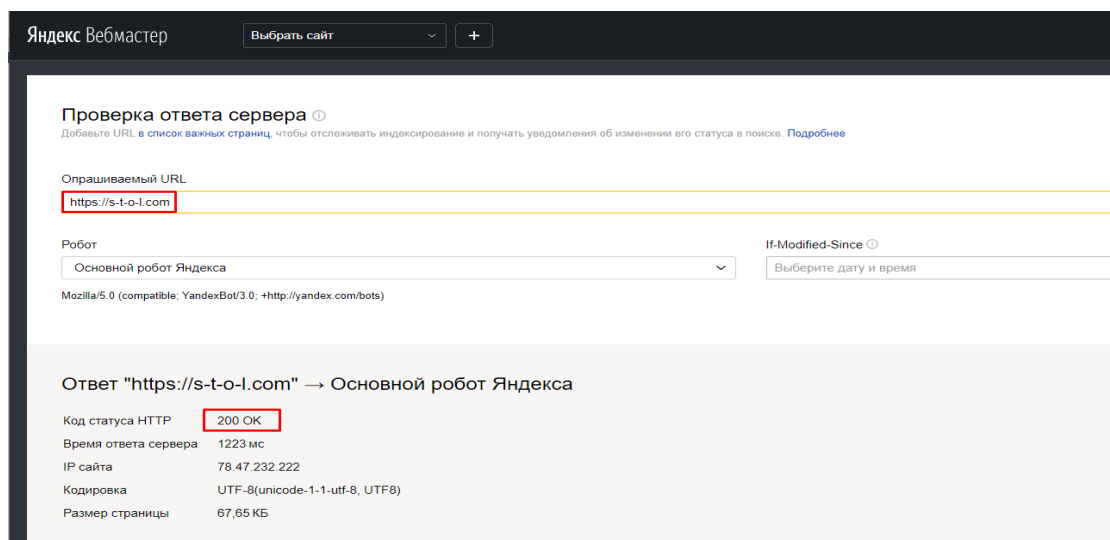 Яндекс Вебмастер
Выбрать сайт
+
Проверка ответа сервера
Добавьте URL в список важных страниц, чтобы отслеживать индексирование и получать уведомления об изменении его статуса в поиске. Подробнее
Опрашиваемый URL
https://s-t-o-l.com
Робот
If-Modified-Since
Основной робот Яндекса
Выберите дату и время
Mozilla/5.0 (compatible; YandexBot/3.0; +http://yandex.com/bots)
Ответ "https://s-t-o-l.com" → Основной робот Яндекса
Код статуса HTTP 200 OK
Время ответа сервера 1223 мс
IP сайта 78.47.232.222
Кодировка UTF-8(unicode-1-1-utf-8, UTF8)
Размер страницы 67,65 КБ